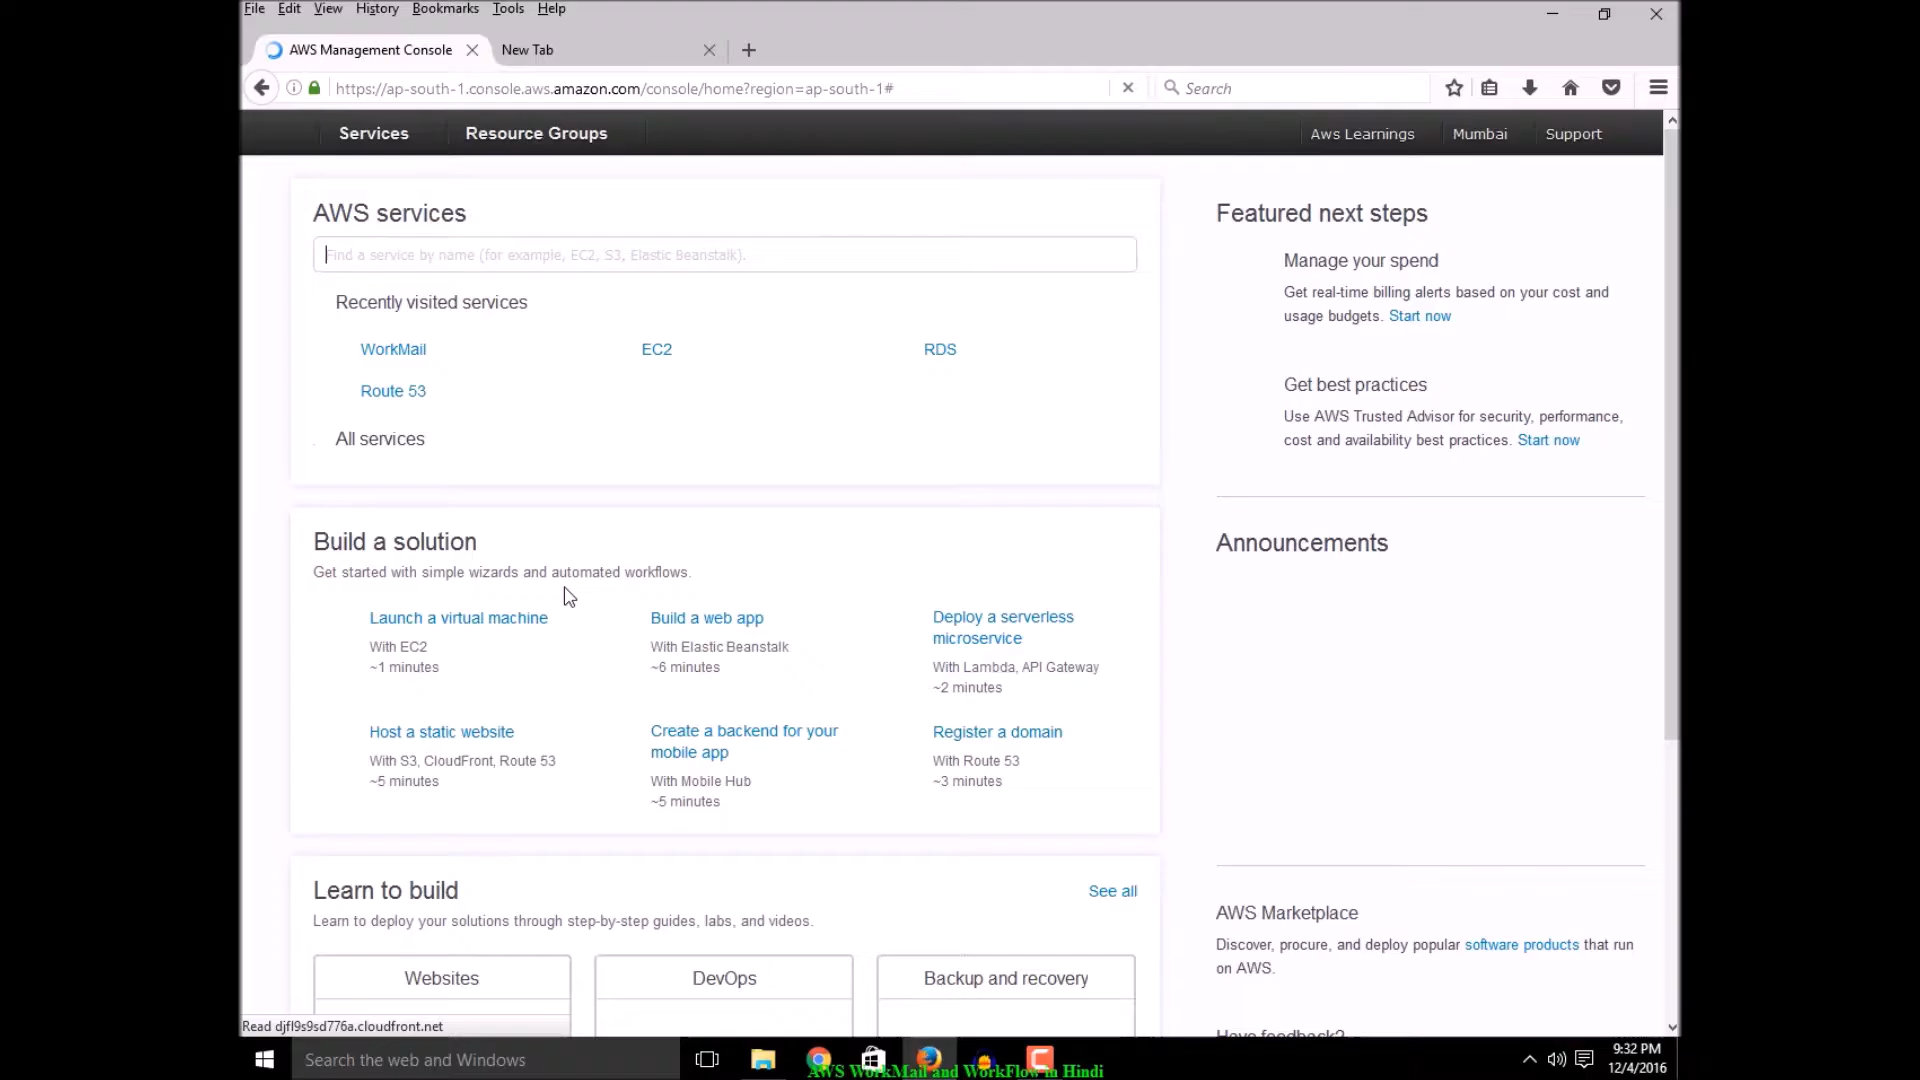 File Edit View History Bookmarks Tools Help
AWS Management Console
New Tab
https://ap-south-1.console.aws.amazon.com/console/home?region=ap-south-1#
Search
Services
Resource Groups
Aws Learnings
Mumbai
Support
AWS services
Find a service by name (for example, EC2, S3, Elastic Beanstalk).
Recently visited services
WorkMail
EC2
RDS
Route 53
All services
Featured next steps
Manage your spend
Get real-time billing alerts based on your cost and
usage budgets. Start now
Get best practices
Use AWS Trusted Advisor for security, performance,
cost and availability best practices. Start now
Build a solution
Get started with simple wizards and automated workflows.
Launch a virtual machine
With EC2
~1 minutes
Build a web app
With Elastic Beanstalk
~6 minutes
Deploy a serverless
microservice
With Lambda, API Gateway
~2 minutes
Host a static website
With S3, CloudFront, Route 53
~5 minutes
Create a backend for your
mobile app
With Mobile Hub
~5 minutes
Register a domain
With Route 53
~3 minutes
Announcements
Learn to build
See all
Learn to deploy your solutions through step-by-step guides, labs, and videos.
Websites
DevOps
Backup and recovery
AWS Marketplace
Discover, procure, and deploy popular software products that run
on AWS.
Have feedback?
Read djfl9s9sd776a.cloudfront.net
Search the web and Windows
AWS WorkMail and WorkFlow in Hindi
9:32 PM
12/4/2016